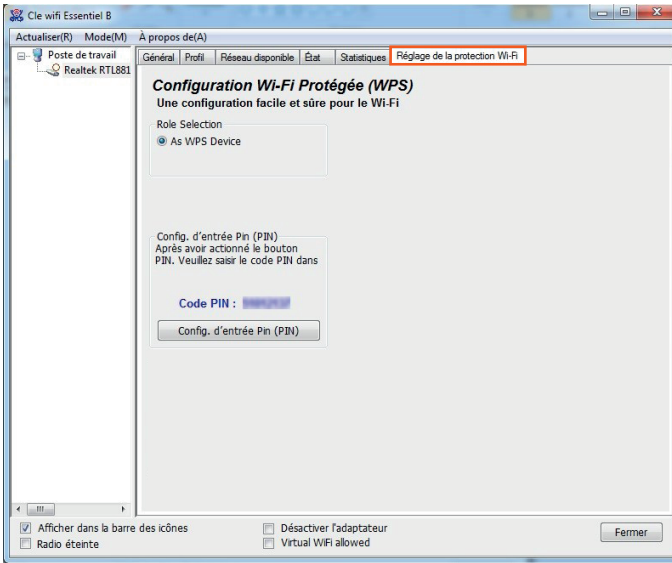 Cle wifi Essentiel B
Actualiser(R) Mode(M) À propos de(A)
Poste de travail
Realtek RTL881
Général Profil Réseau disponible État Statistiques Réglage de la protection Wi-Fi
Configuration Wi-Fi Protégée (WPS)
Une configuration facile et sûre pour le Wi-Fi
Role Selection
As WPS Device
Config. d'entrée Pin (PIN)
Après avoir actionné le bouton
PIN. Veuillez saisir le code PIN dans
Code PIN :
Config. d'entrée Pin (PIN)
Afficher dans la barre des icônes
Désactiver l'adaptateur
Radio éteinte
Virtual WiFi allowed
Fermer